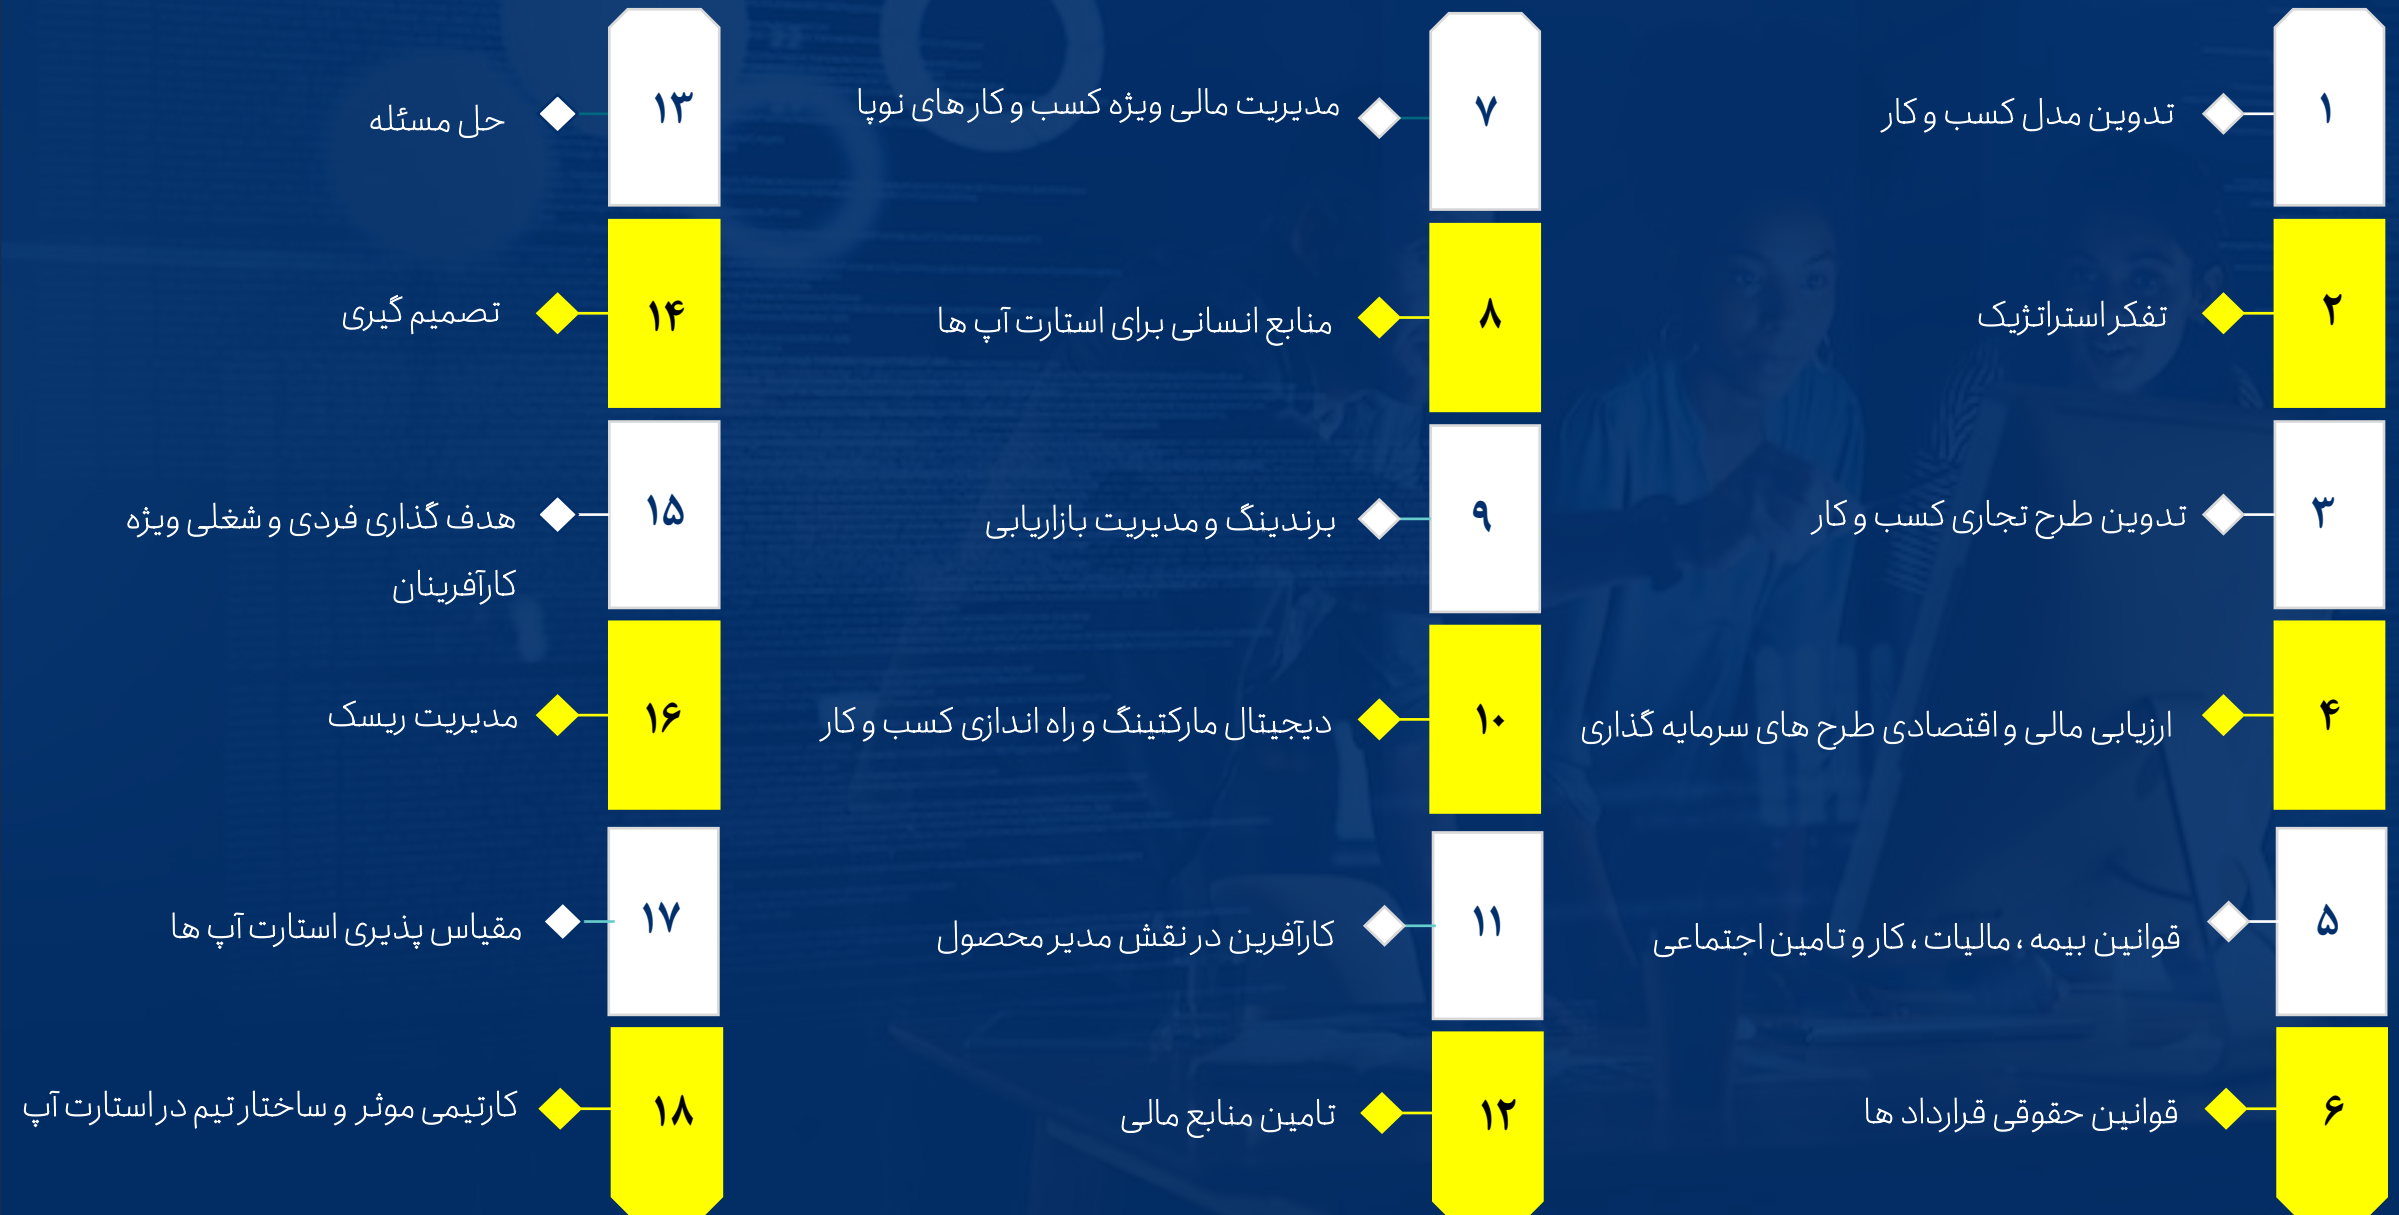 ۱
تدوین مدل کسب و کار
۲
تفکر استراتژیک
۳
تدوین طرح تجاری کسب و کار
۴
ارزیابی مالی و اقتصادی طرح های سرمایه گذاری
۵
قوانین بیمه ، مالیات ، کار و تامین اجتماعی
۶
قوانین حقوقی قرارداد ها
۷
مدیریت مالی ویژه کسب و کار های نوپا
۸
منابع انسانی برای استارت آپ ها
۹
برندینگ و مدیریت بازاریابی
۱۰
دیجیتال مارکتینگ و راه اندازی کسب و کار
۱۱
کارآفرین در نقش مدیر محصول
۱۲
تامین منابع مالی
۱۳
حل مسئله
۱۴
تصمیم گیری
۱۵
هدف گذاری فردی و شغلی ویژه
کارآفرینان
۱۶
مدیریت ریسک
۱۷
مقیاس پذیری استارت آپ ها
۱۸
کارتیمی موثر و ساختار تیم در استارت آپ